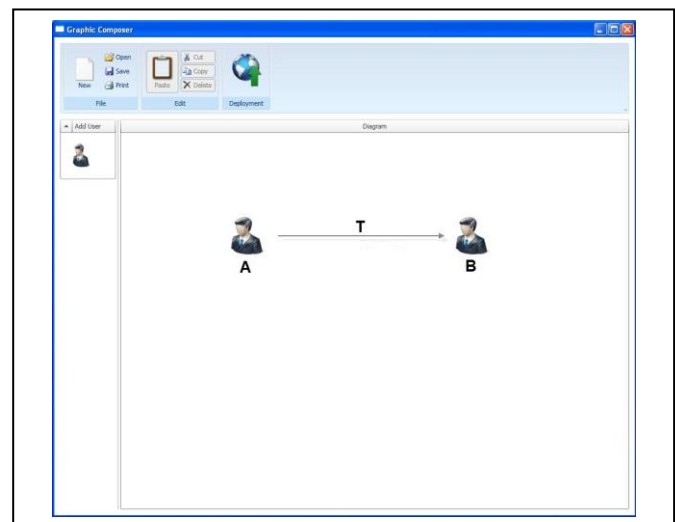 Graphic Composer
Open
Save
New
Print
File
Paste
Cut
Copy
Delete
Edit
Deployment
Add User
Diagram
T
A
B